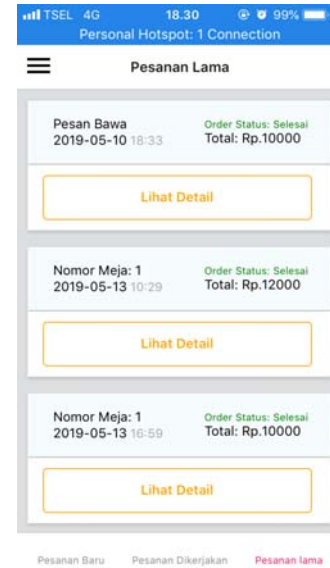 TSEL 4G 18.30 99%
Personal Hotspot: 1 Connection
Pesanan Lama
Pesan Bawa Order Status: Selesai
2019-05-10 18:33 Total: Rp.10000
Lihat Detail
Nomor Meja: 1 Order Status: Selesai
2019-05-13 10:29 Total: Rp.12000
Lihat Detail
Nomor Meja: 1 Order Status: Selesai
2019-05-13 16:59 Total: Rp.10000
Lihat Detail
Pesanan Baru Pesanan Dikerjakan Pesanan lama